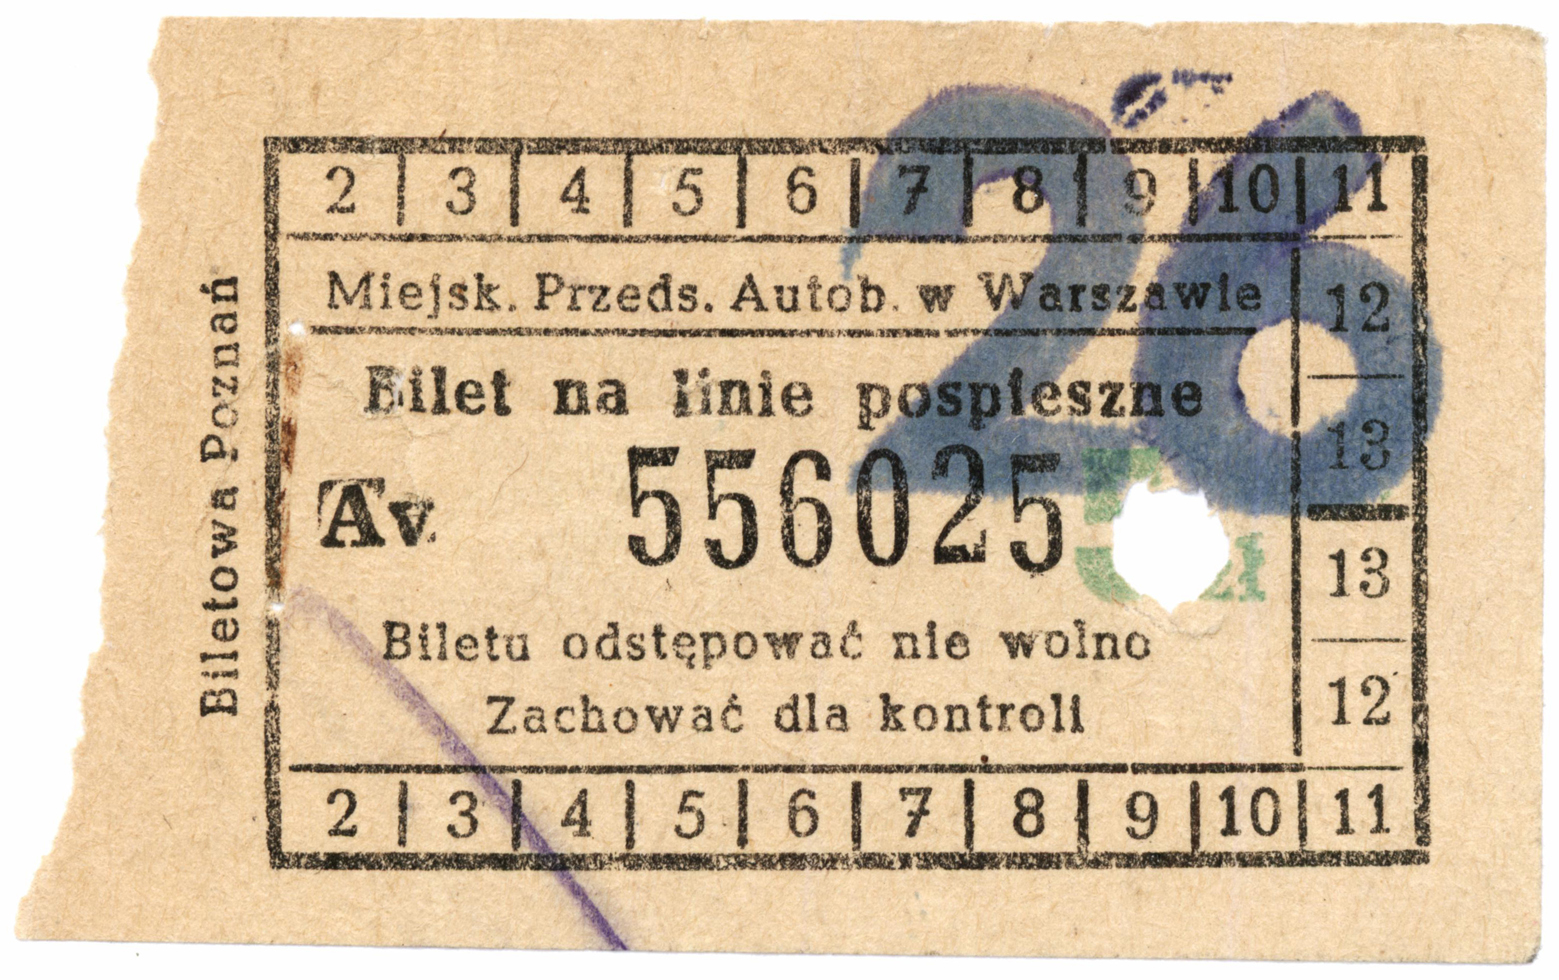 26
2 3 4 5 6 7 8 9 10 11
Miejsk. Przeds. Autob. w Warszawie
12
Bilet na linie pospieszne
13
Av 556025
zł
13
Biletu odstępować nie wolno
12
Zachować dla kontroli
2 3 4 5 6 7 8 9 10 11
Biletowa Poznań